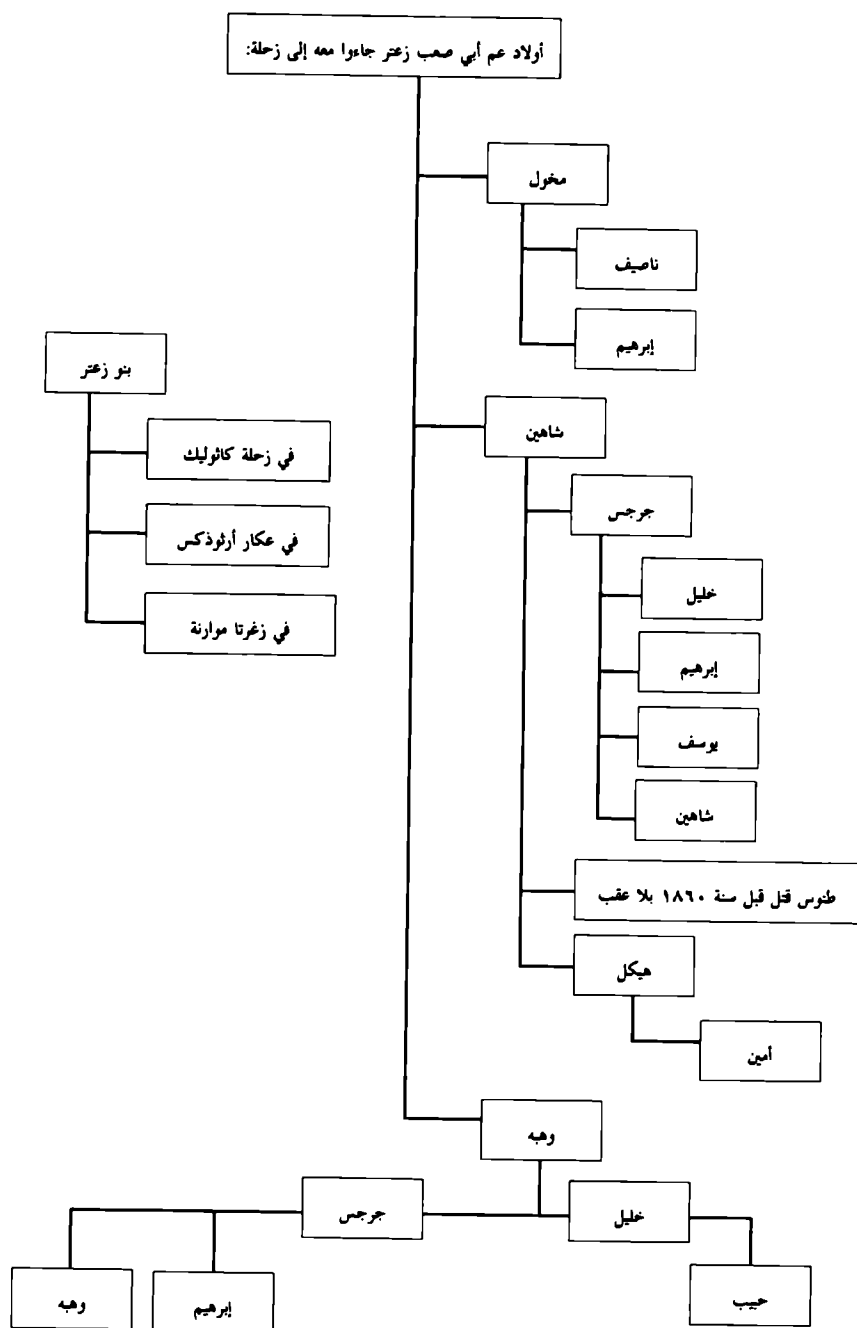 أولاد عم أبي صعب زعتر جاءوا معه إلى زحلة:
مخول
ناصيف
إبرهيم
شاهين
جرجس
خليل
إبرهيم
يوسف
شاهين
طنوس قتل قبل سنة ١٨٦٠ بلا عقب
هيكل
أمين
وهبه
خليل
حبيب
جرجس
إبرهيم
وهبه
بنو زعتر
في زحلة كاثوليك
في عكار أرثوذكس
في زغرتا موارنة